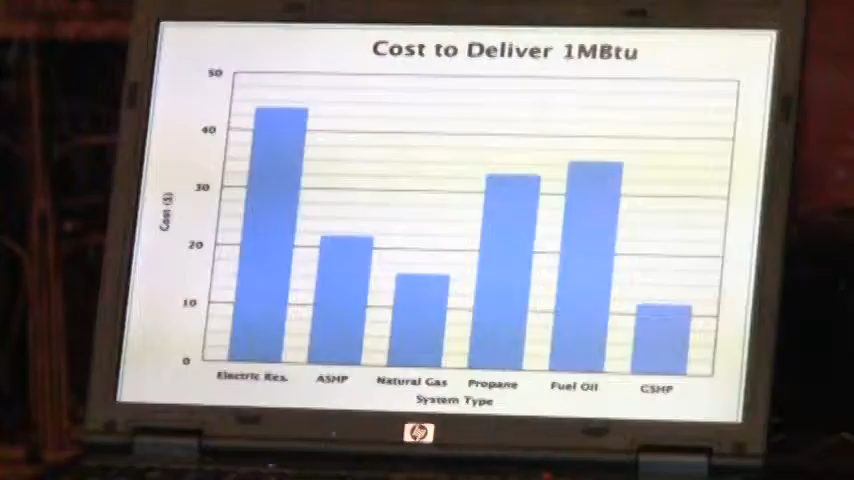 Cost to Deliver 1MBtu
50
40
30
20
10
0
Cost ($)
Electric Res.
ASHP
Natural Gas
Propane
Fuel Oil
GSHP
System Type
hp